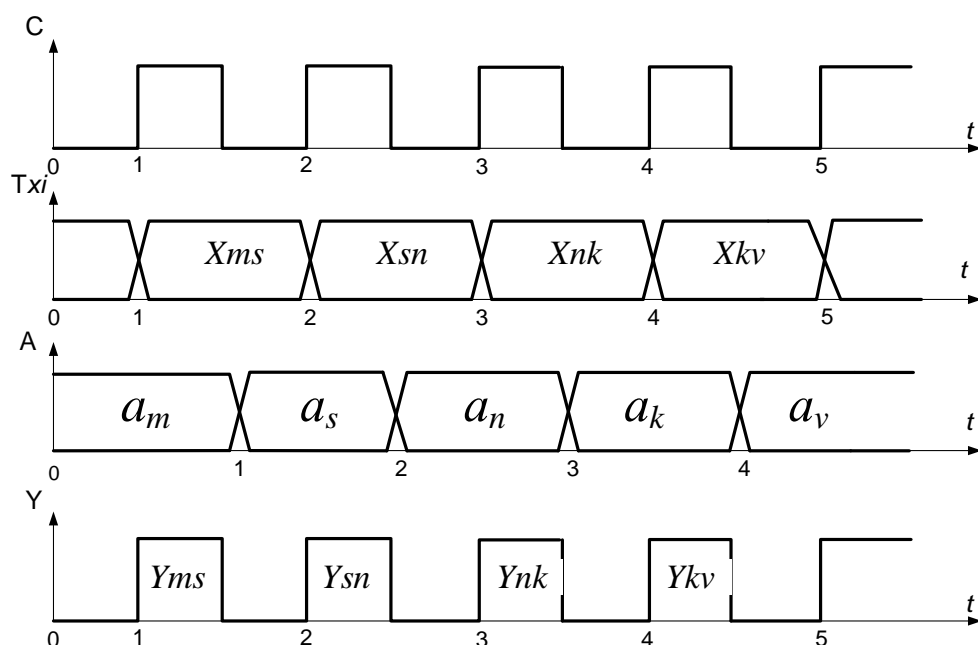 C
t
0 1 2 3 4 5
Txi
Xms Xsn Xnk Xkv
t
0 1 2 3 4 5
A
am as an ak av
t
0 1 2 3 4
Y
Yms Ysn Ynk Ykv
t
0 1 2 3 4 5